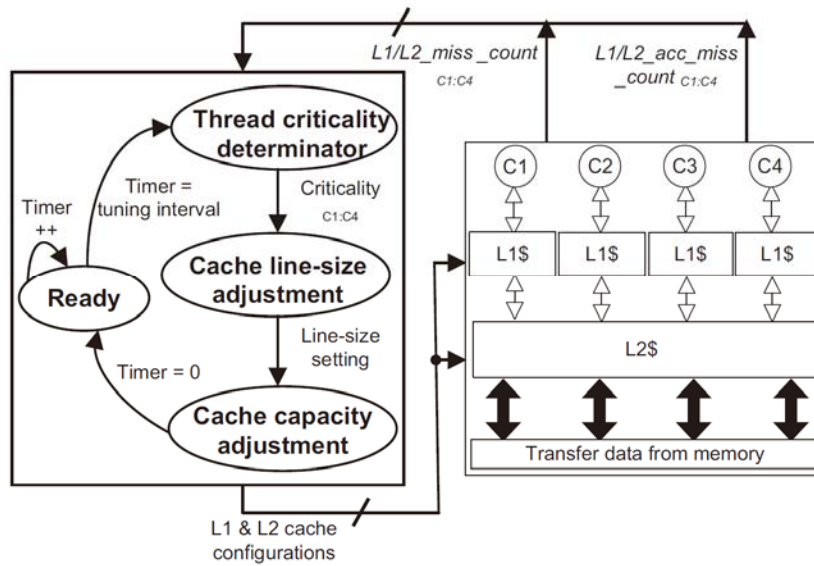 L1/L2_miss _count
C1:C4
L1/L2_acc_miss
_count C1:C4
Thread criticality
determinator
Timer =
tuning interval
Criticality
C1:C4
Timer
++
Ready
Cache line-size
adjustment
Line-size
setting
Timer = 0
Cache capacity
adjustment
L1 & L2 cache
configurations
C1 C2 C3 C4
L1$ L1$ L1$ L1$
L2$
Transfer data from memory